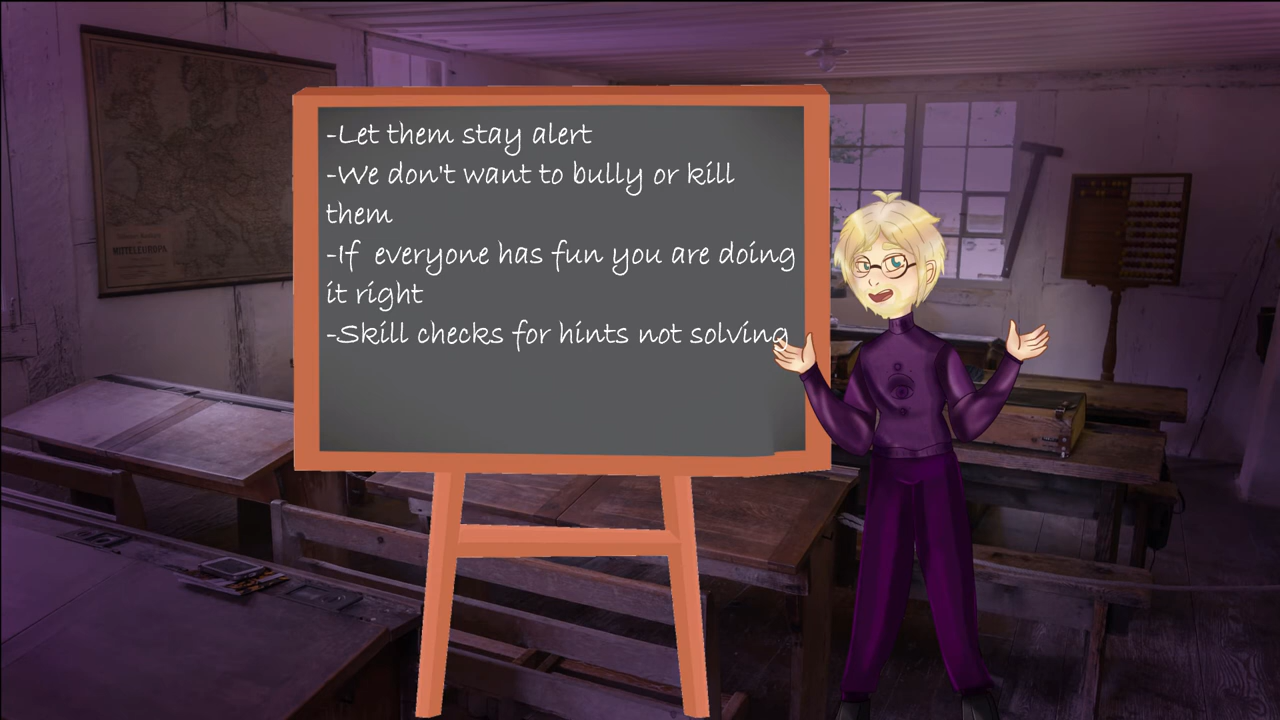 -Let them stay alert
-We don't want to bully or kill
them
-If everyone has fun you are doing
it right
-Skill checks for hints not solving
MITTELEUROPA